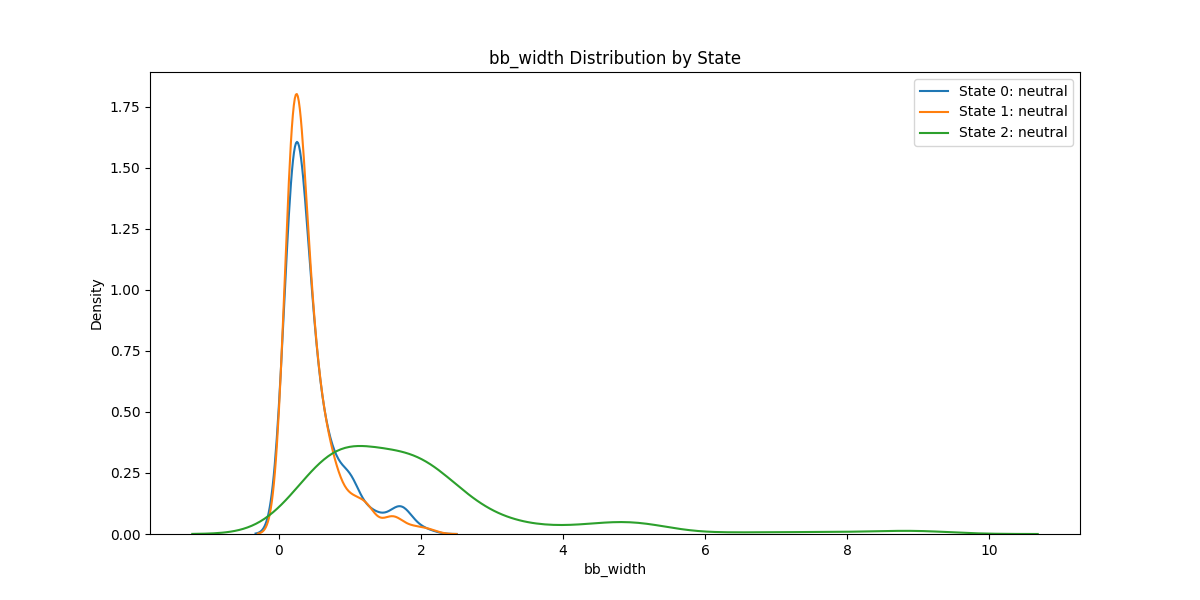 bb_width Distribution by State
State 0: neutral
State 1: neutral
State 2: neutral
Density
1.75
1.50
1.25
1.00
0.75
0.50
0.25
0.00
0 2 4 6 8 10
bb_width